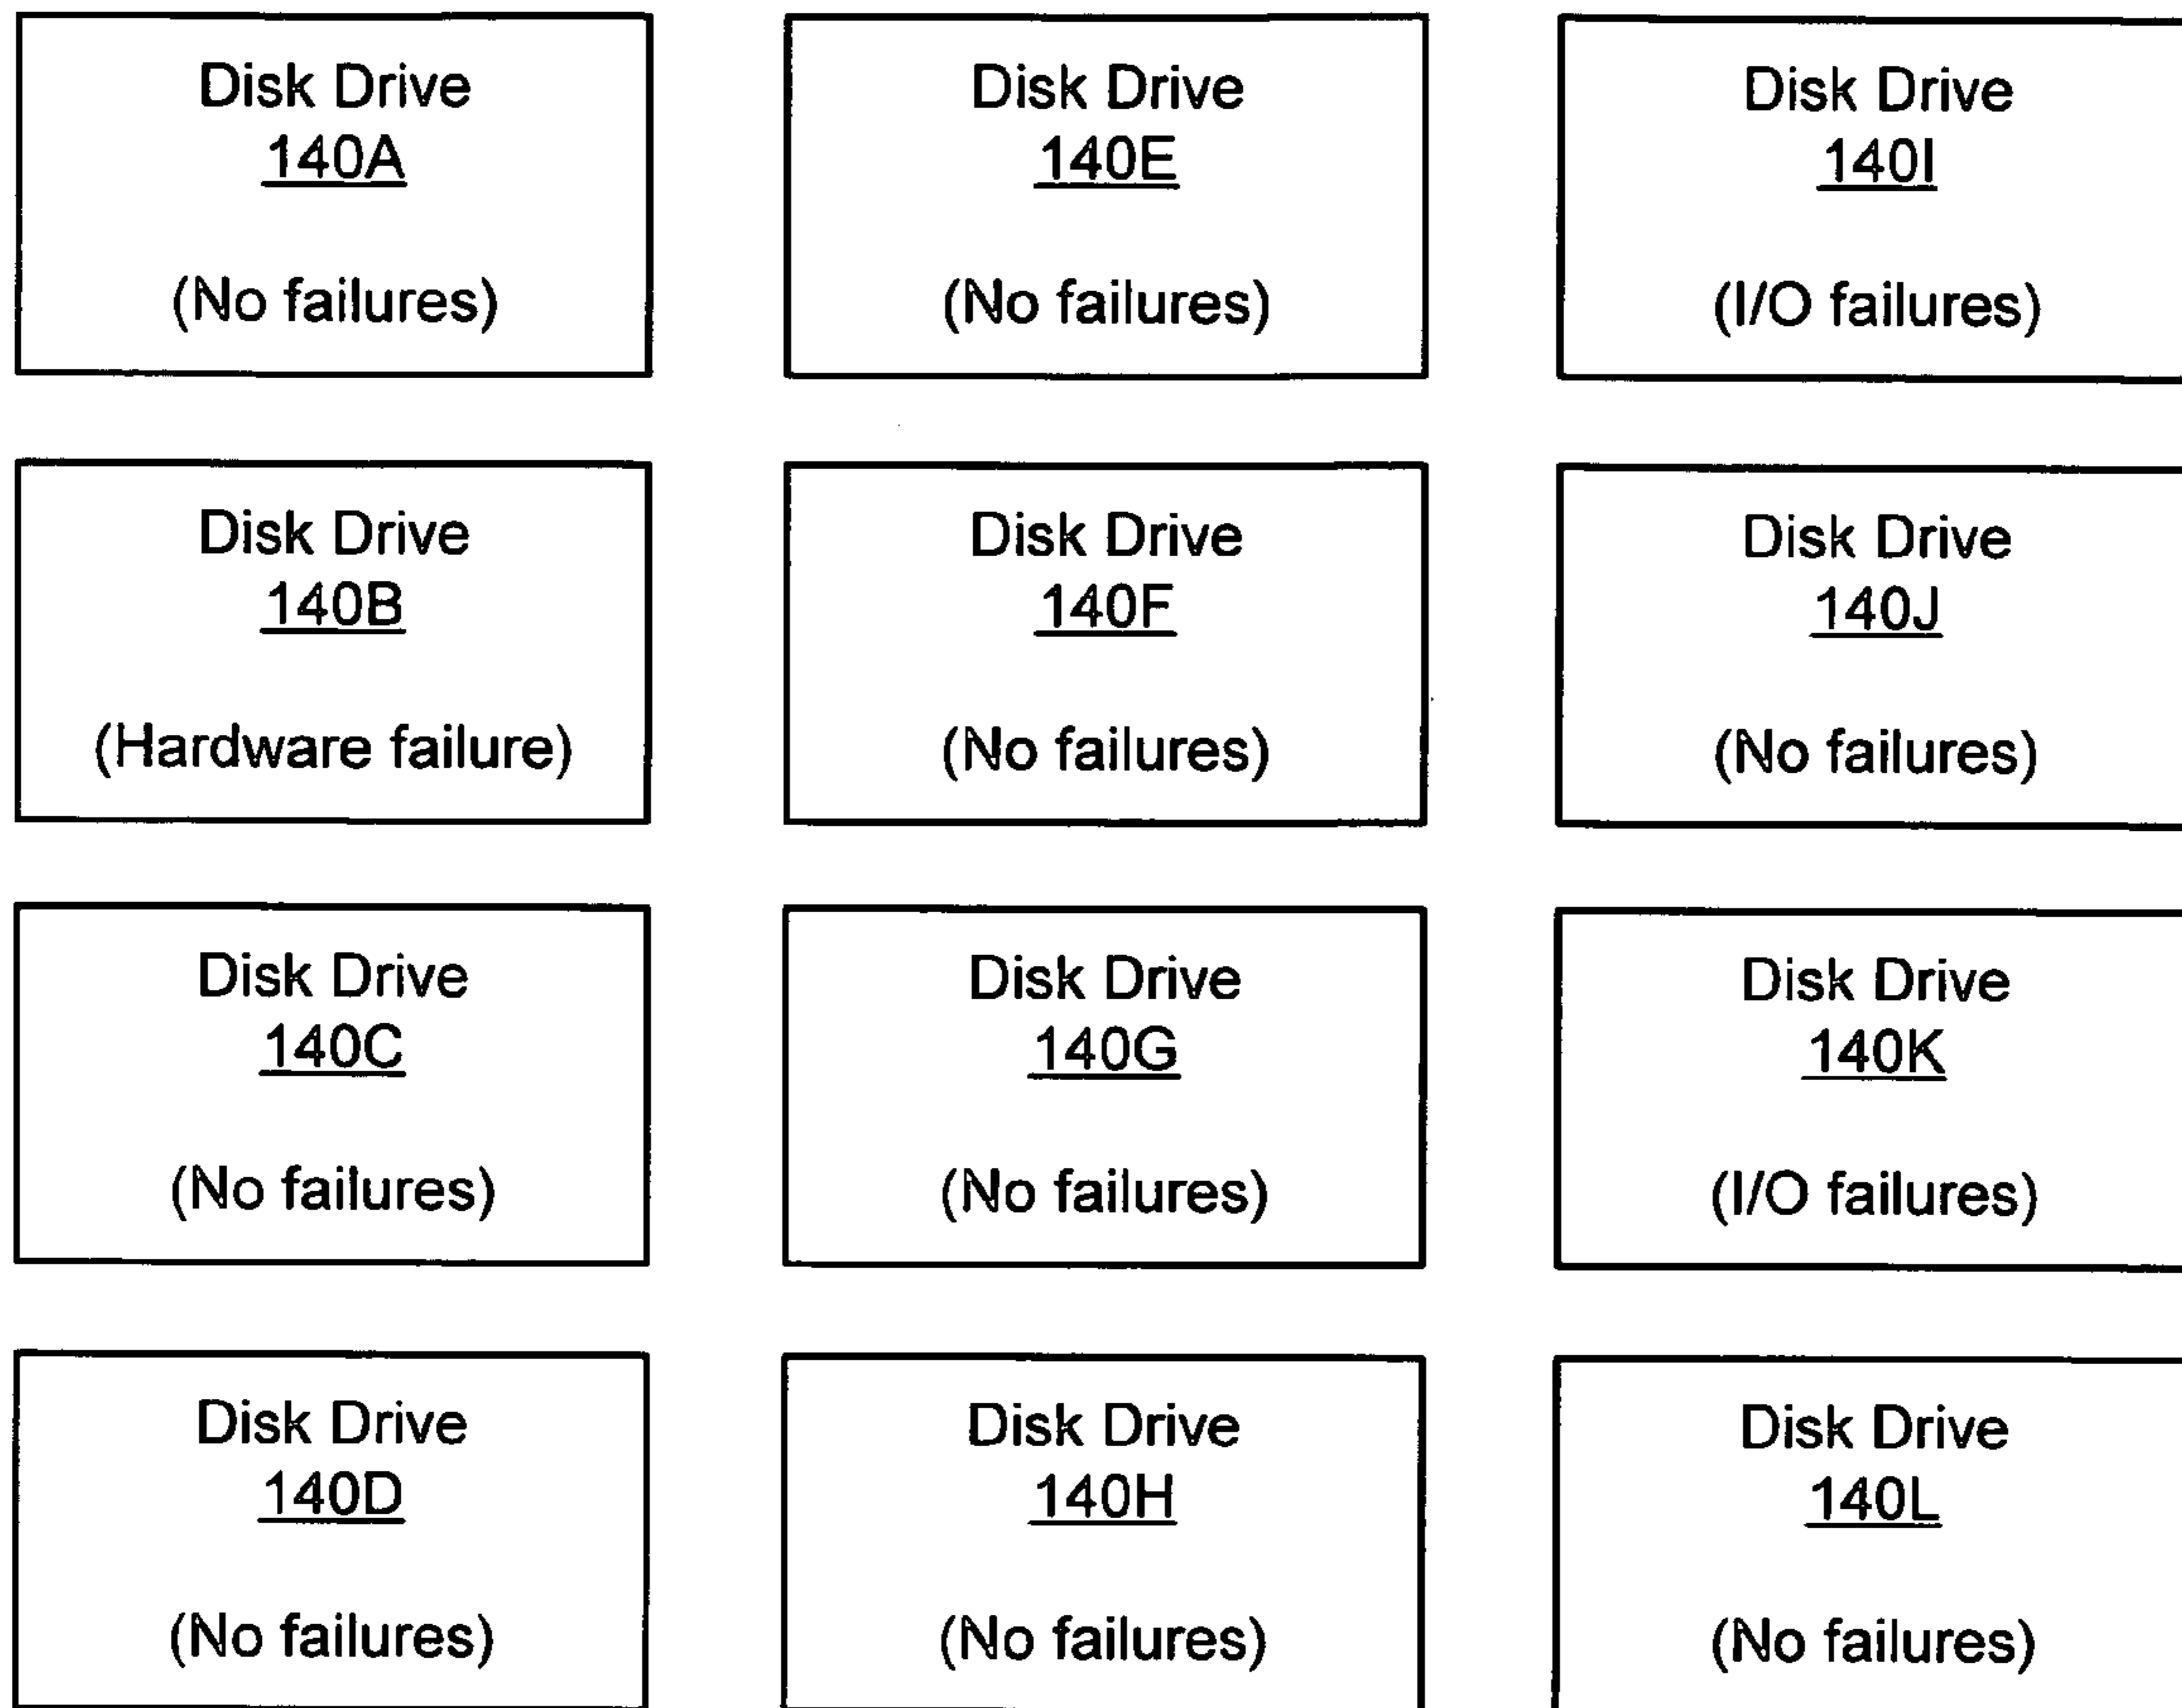 Disk Drive
140A
(No failures)
Disk Drive
140E
(No failures)
Disk Drive
140I
(I/O failures)
Disk Drive
140B
(Hardware failure)
Disk Drive
140F
(No failures)
Disk Drive
140J
(No failures)
Disk Drive
140C
(No failures)
Disk Drive
140G
(No failures)
Disk Drive
140K
(I/O failures)
Disk Drive
140D
(No failures)
Disk Drive
140H
(No failures)
Disk Drive
140L
(No failures)